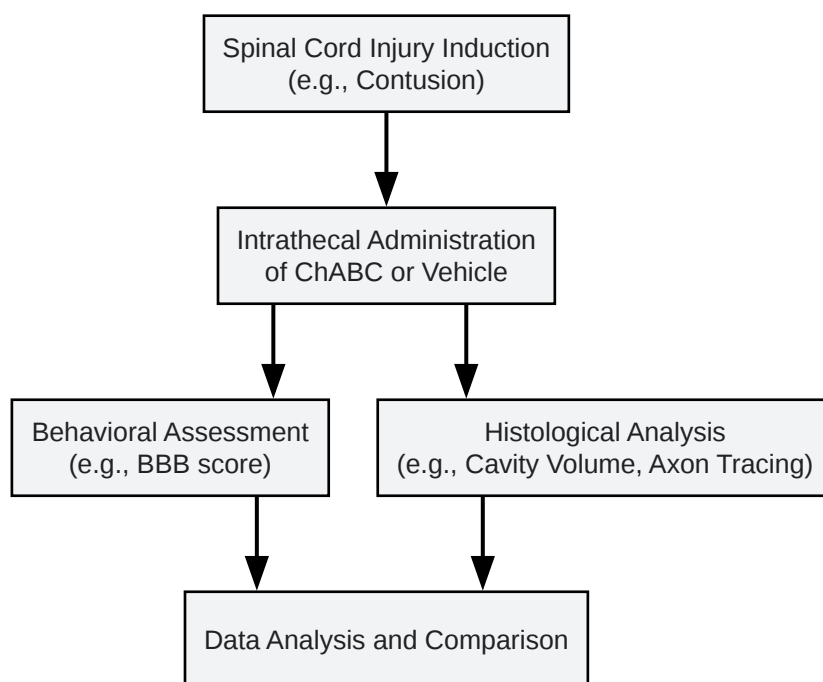 Spinal Cord Injury Induction
(e.g., Contusion)
Intrathecal Administration
of ChABC or Vehicle
Behavioral Assessment
(e.g., BBB score)
Histological Analysis
(e.g., Cavity Volume, Axon Tracing)
Data Analysis and Comparison